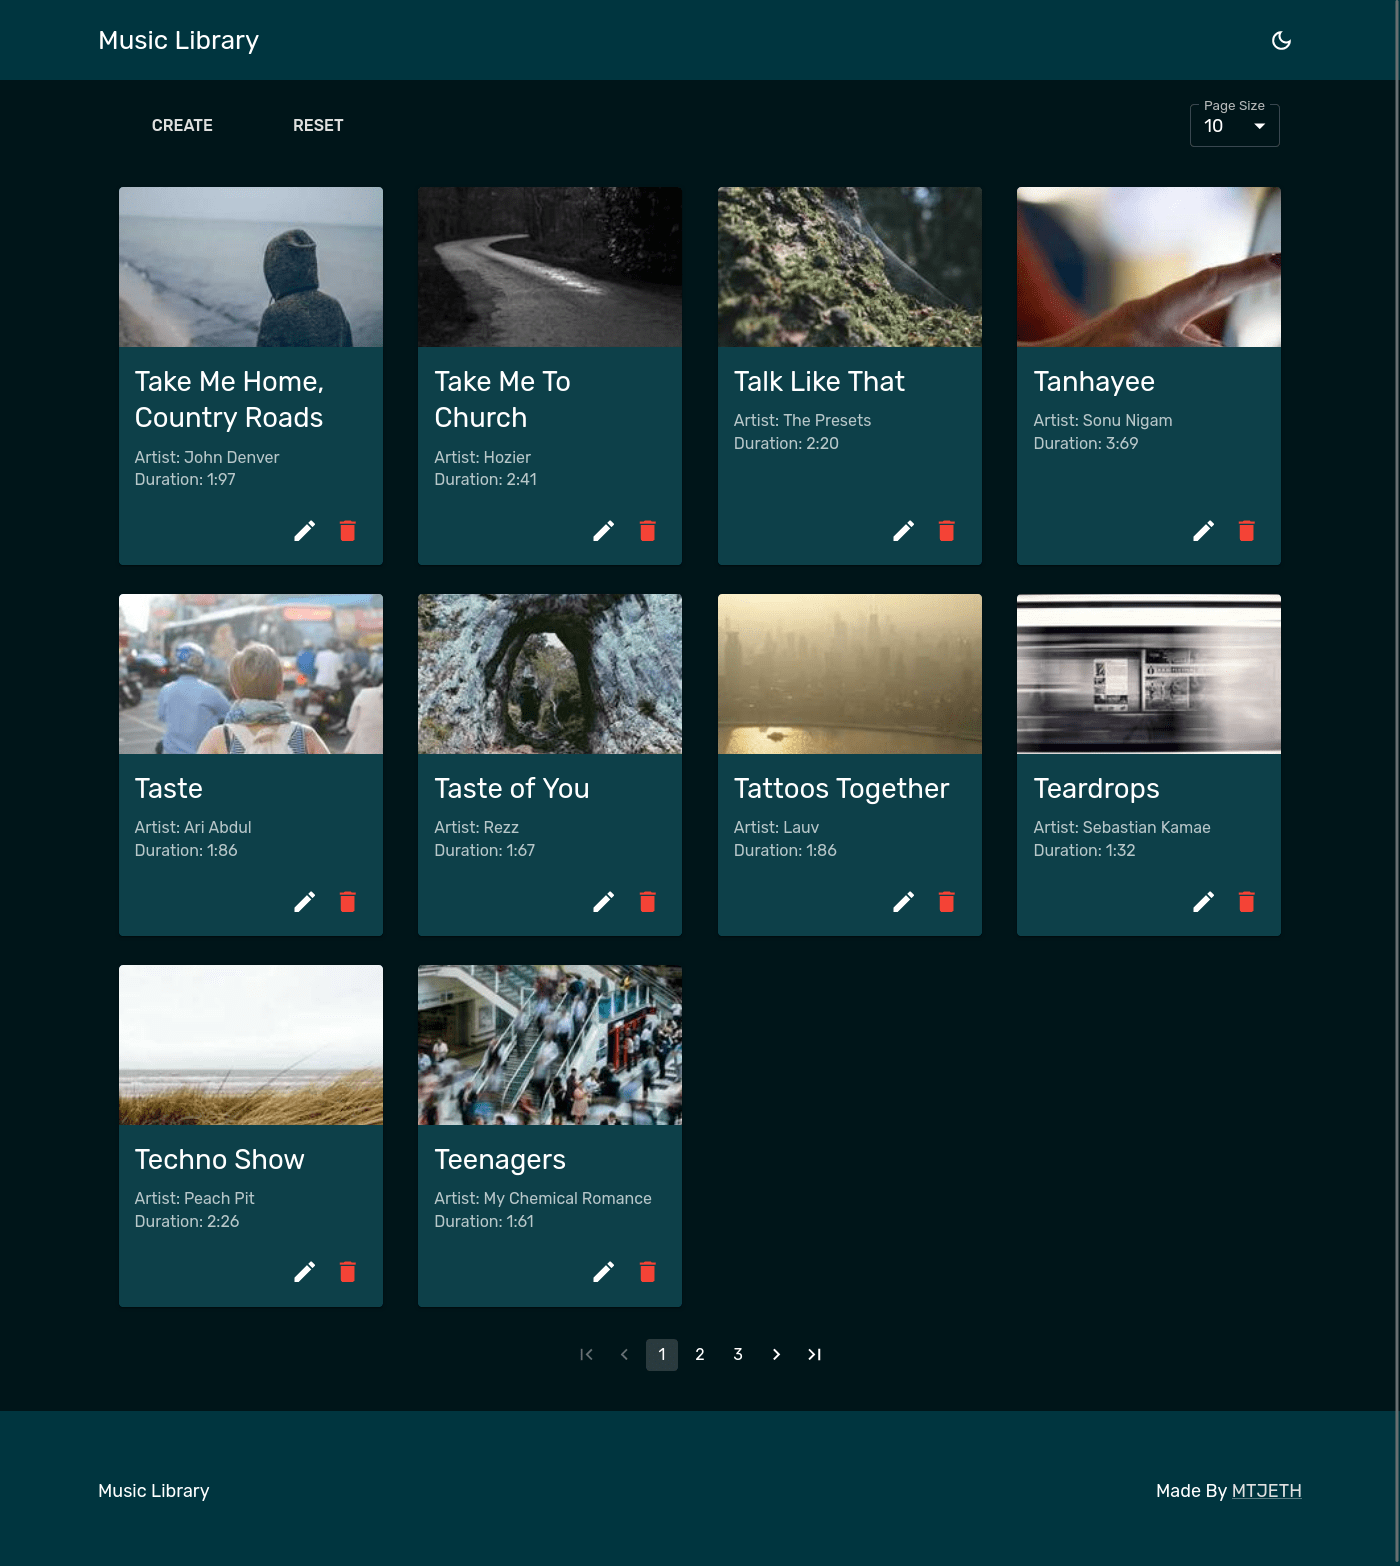 Music Library
CREATE
RESET
Page Size
10
Take Me Home,
Country Roads
Artist: John Denver
Duration: 1:97
Take Me To
Church
Artist: Hozier
Duration: 2:41
Talk Like That
Artist: The Presets
Duration: 2:20
Tanhayee
Artist: Sonu Nigam
Duration: 3:69
Taste
Artist: Ari Abdul
Duration: 1:86
Taste of You
Artist: Rezz
Duration: 1:67
Tattoos Together
Artist: Lauv
Duration: 1:86
Teardrops
Artist: Sebastian Kamae
Duration: 1:32
Techno Show
Artist: Peach Pit
Duration: 2:26
Teenagers
Artist: My Chemical Romance
Duration: 1:61
1 2 3
Music Library
Made By MTJETH